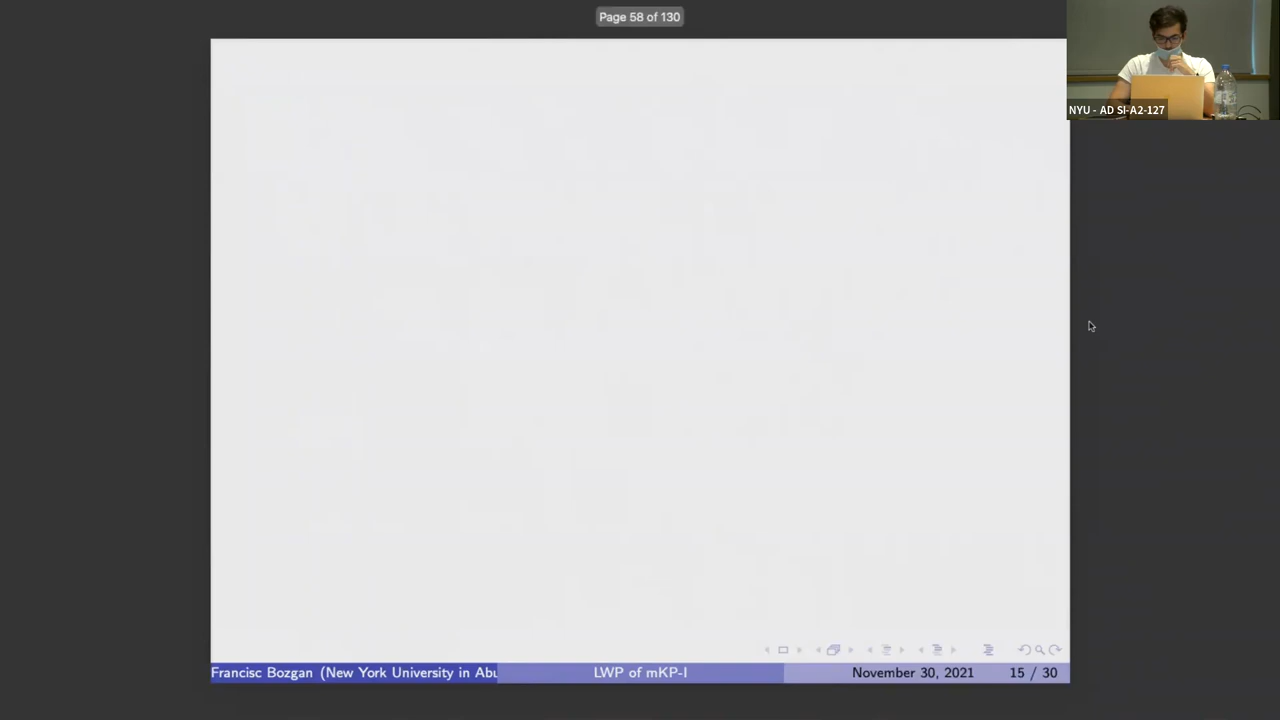 Page 58 of 130
NYU - AD SI-A2-127
Francisc Bozgan (New York University in Abu
LWP of mKP-I
November 30, 2021
15 / 30